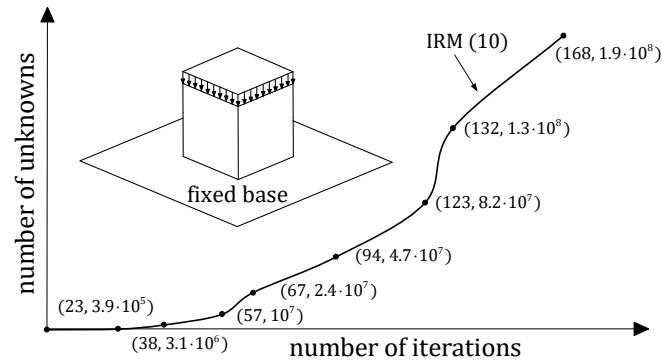 number of unknowns
IRM (10)
(168, 1.9·10⁸)
(132, 1.3·10⁸)
fixed base
(123, 8.2·10⁷)
(94, 4.7·10⁷)
(67, 2.4·10⁷)
(23, 3.9·10⁵)
(57, 10⁷)
(38, 3.1·10⁶)
number of iterations